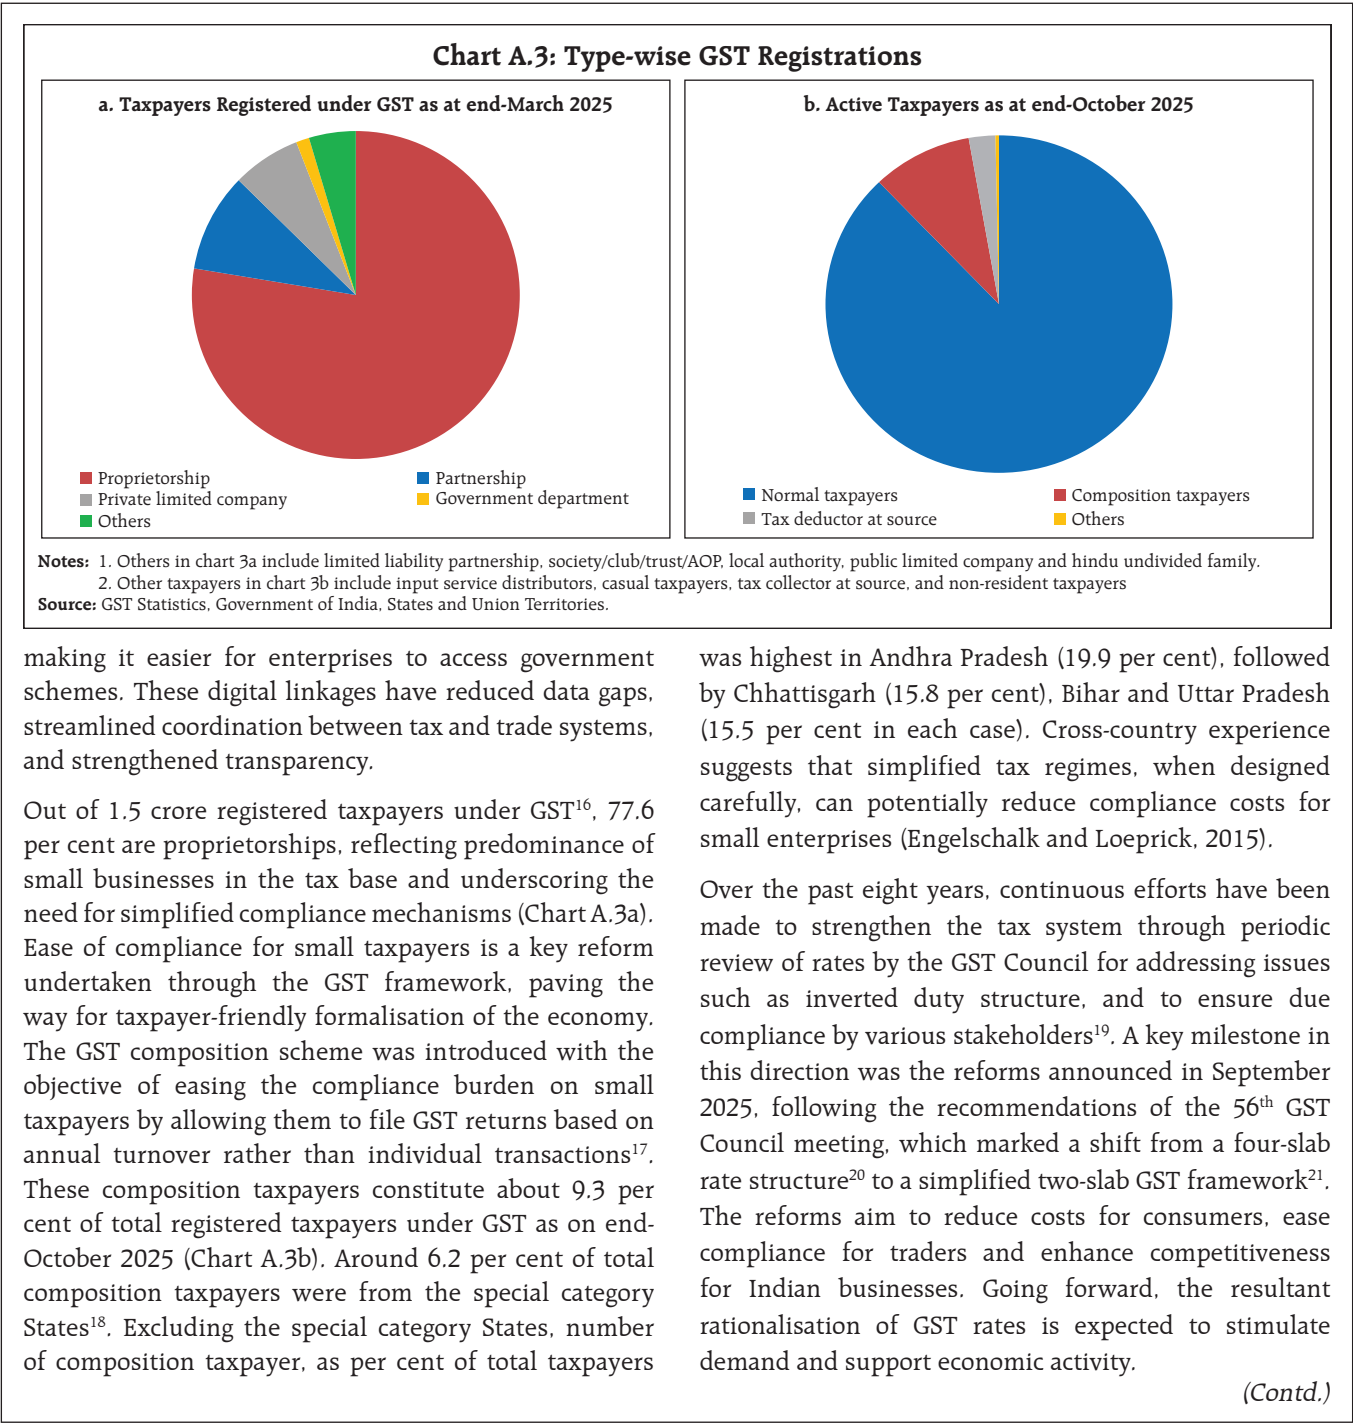 Chart A.3: Type-wise GST Registrations
a. Taxpayers Registered under GST as at end-March 2025
Proprietorship
Partnership
Private limited company
Government department
Others
b. Active Taxpayers as at end-October 2025
Normal taxpayers
Composition taxpayers
Tax deductor at source
Others
Notes: 1. Others in chart 3a include limited liability partnership, society/club/trust/AOP, local authority, public limited company and hindu undivided family.
2. Other taxpayers in chart 3b include input service distributors, casual taxpayers, tax collector at source, and non-resident taxpayers
Source: GST Statistics, Government of India, States and Union Territories.
making it easier for enterprises to access government
schemes. These digital linkages have reduced data gaps,
streamlined coordination between tax and trade systems,
and strengthened transparency.
Out of 1.5 crore registered taxpayers under GST16, 77.6
per cent are proprietorships, reflecting predominance of
small businesses in the tax base and underscoring the
need for simplified compliance mechanisms (Chart A.3a).
Ease of compliance for small taxpayers is a key reform
undertaken through the GST framework, paving the
way for taxpayer-friendly formalisation of the economy.
The GST composition scheme was introduced with the
objective of easing the compliance burden on small
taxpayers by allowing them to file GST returns based on
annual turnover rather than individual transactions17.
These composition taxpayers constitute about 9.3 per
cent of total registered taxpayers under GST as on end-
October 2025 (Chart A.3b). Around 6.2 per cent of total
composition taxpayers were from the special category
States18. Excluding the special category States, number
of composition taxpayer, as per cent of total taxpayers
was highest in Andhra Pradesh (19.9 per cent), followed
by Chhattisgarh (15.8 per cent), Bihar and Uttar Pradesh
(15.5 per cent in each case). Cross-country experience
suggests that simplified tax regimes, when designed
carefully, can potentially reduce compliance costs for
small enterprises (Engelschalk and Loeprick, 2015).
Over the past eight years, continuous efforts have been
made to strengthen the tax system through periodic
review of rates by the GST Council for addressing issues
such as inverted duty structure, and to ensure due
compliance by various stakeholders19. A key milestone in
this direction was the reforms announced in September
2025, following the recommendations of the 56th GST
Council meeting, which marked a shift from a four-slab
rate structure20 to a simplified two-slab GST framework21.
The reforms aim to reduce costs for consumers, ease
compliance for traders and enhance competitiveness
for Indian businesses. Going forward, the resultant
rationalisation of GST rates is expected to stimulate
demand and support economic activity.
(Contd.)